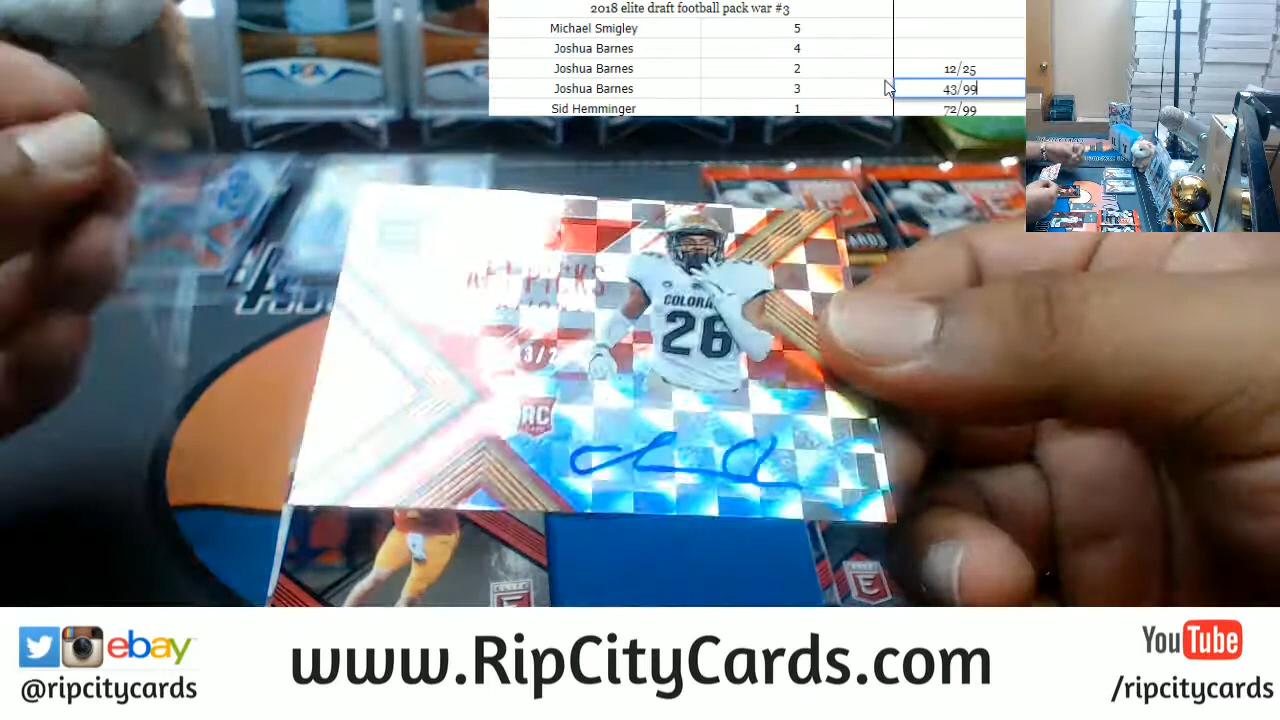 2018 elite draft football pack war #3
Michael Smigley 5
Joshua Barnes 4
Joshua Barnes 2 12/25
Joshua Barnes 3 43/99
Sid Hemminger 1 72/99
PSA
COLORA
26
RC
E
ebay
www.RipCityCards.com
YouTube
@ripcitycards
/ripcitycards